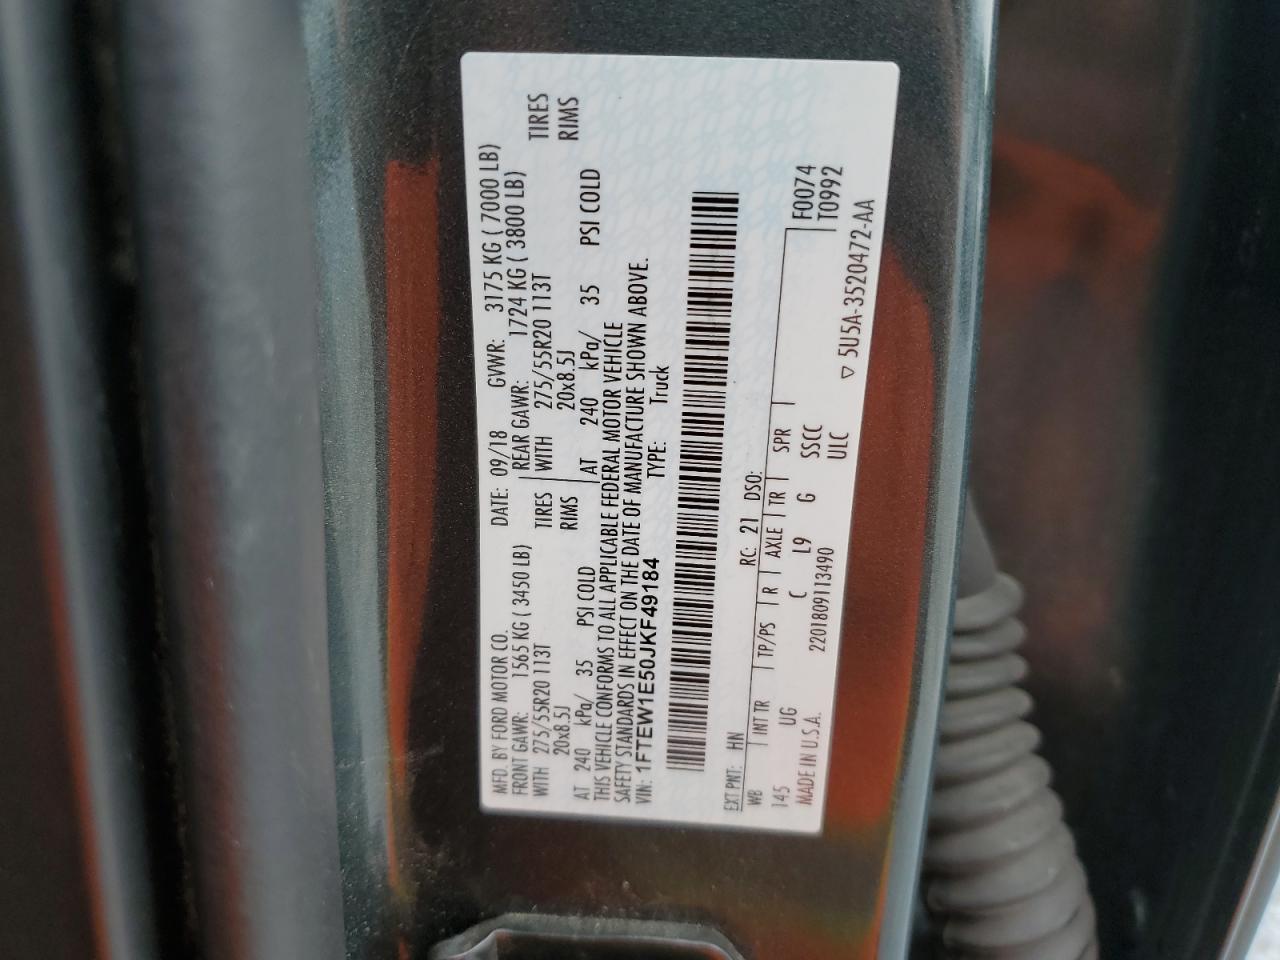 MFD. BY FORD MOTOR CO. DATE: 09/18 GVWR: 3175 KG ( 7000 LB)
FRONT GAWR: 1565 KG ( 3450 LB) REAR GAWR: 1724 KG ( 3800 LB)
WITH 275/55R20 113T TIRES WITH 275/55R20 113T TIRES
20x8.5J RIMS 20x8.5J RIMS
AT 240 kPa/ 35 PSI COLD AT 240 kPa/ 35 PSI COLD
THIS VEHICLE CONFORMS TO ALL APPLICABLE FEDERAL MOTOR VEHICLE
SAFETY STANDARDS IN EFFECT ON THE DATE OF MANUFACTURE SHOWN ABOVE.
VIN: 1FTEW1E50JKF49184 TYPE: Truck
EXT PNT: HN RC: 21 DSO:
WB INT TR TP/PS R AXLE TR SPR F0074
145 UG C L9 G SSCC T0992
MADE IN U.S.A. 2201809113490 ULC
▽ 5U5A-3520472-AA